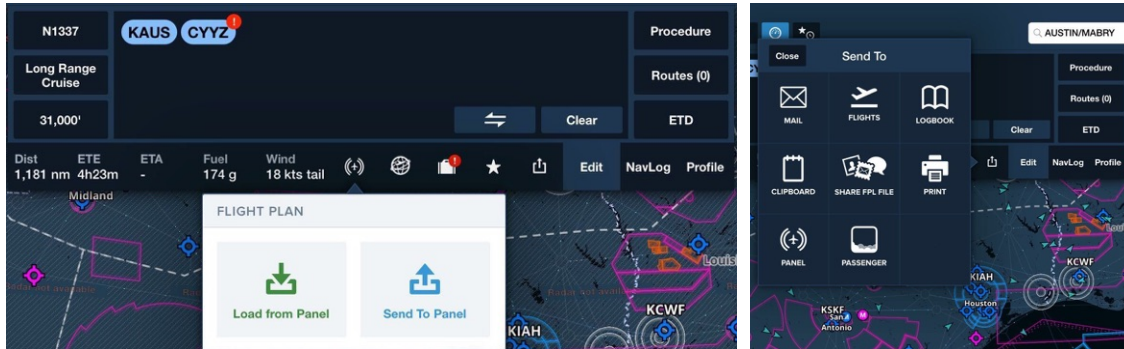 N1337
KAUS CYYZ
!
Procedure
Long Range
Cruise
Routes (0)
31,000'
Clear
ETD
Dist ETE ETA Fuel Wind
1,181 nm 4h23m - 174 g 18 kts tail
!
Edit NavLog Profile
Midland
FLIGHT PLAN
Load from Panel
Send To Panel
Radar not available
KCWF
KIAH
AUSTIN/MABRY
Close
Send To
Procedure
MAIL
FLIGHTS
LOGBOOK
Routes (0)
Clear
ETD
CLIPBOARD
SHARE FPL FILE
PRINT
Edit NavLog Profile
PANEL
PASSENGER
KCWF
KIAH
Houston
KSKF
San
Antonio